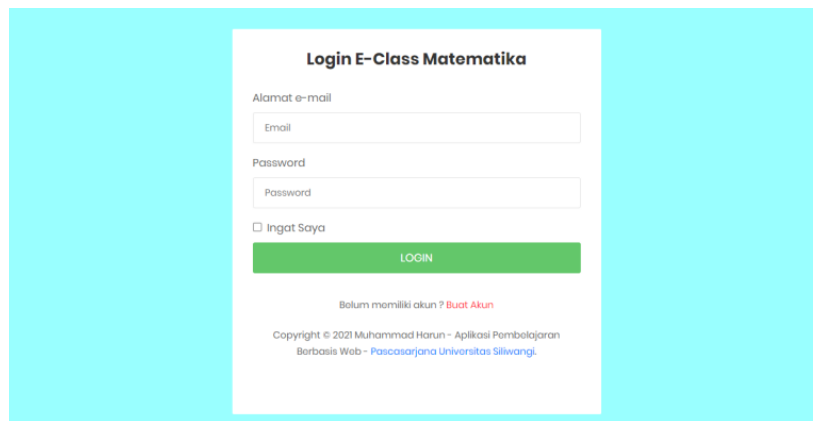 Login E-Class Matematika
Alamat e-mail
Email
Password
Password
Ingat Saya
LOGIN
Belum memiliki akun ? Buat Akun
Copyright © 2021 Muhammad Harun - Aplikasi Pembelajaran
Berbasis Web - Pascasarjana Universitas Siliwangi.